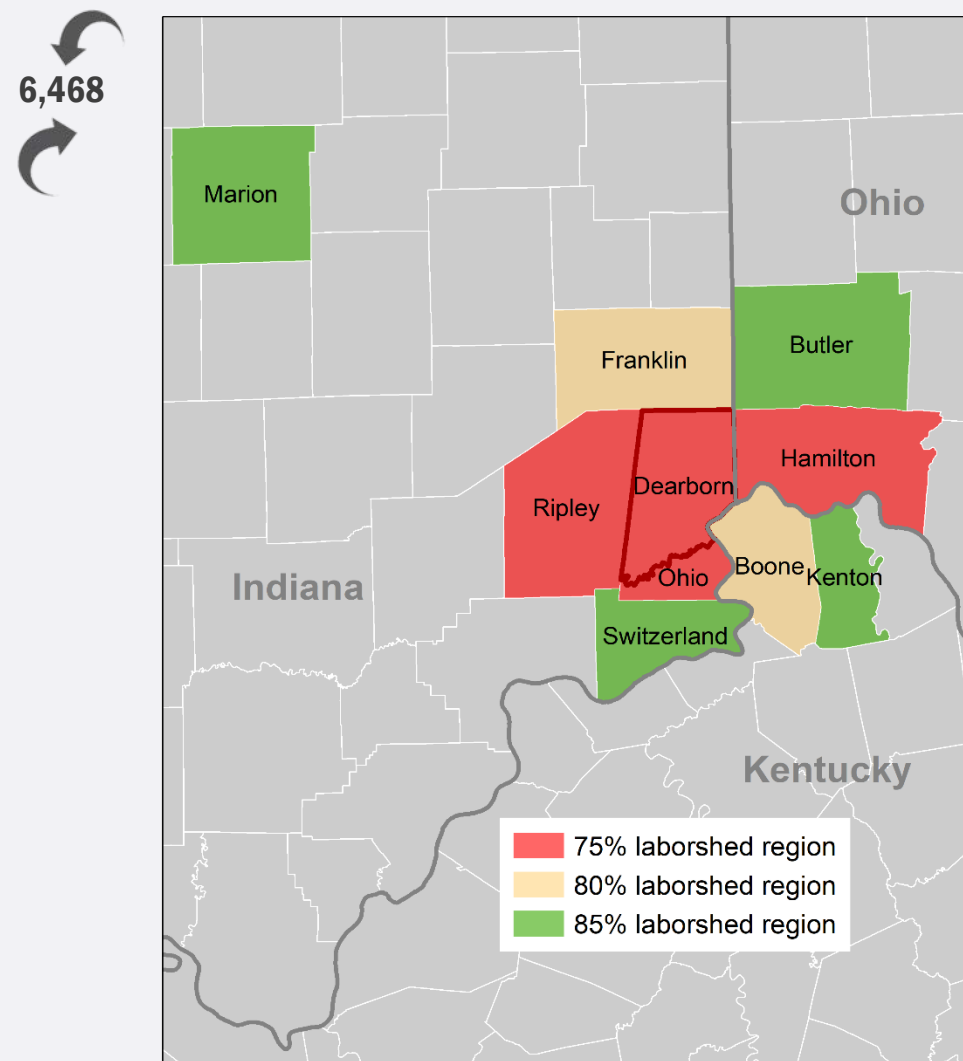 6,468
Marion
Ohio
Butler
Franklin
Hamilton
Dearborn
Ripley
Boone
Ohio
Kenton
Indiana
Switzerland
Kentucky
75% laborshed region
80% laborshed region
85% laborshed region